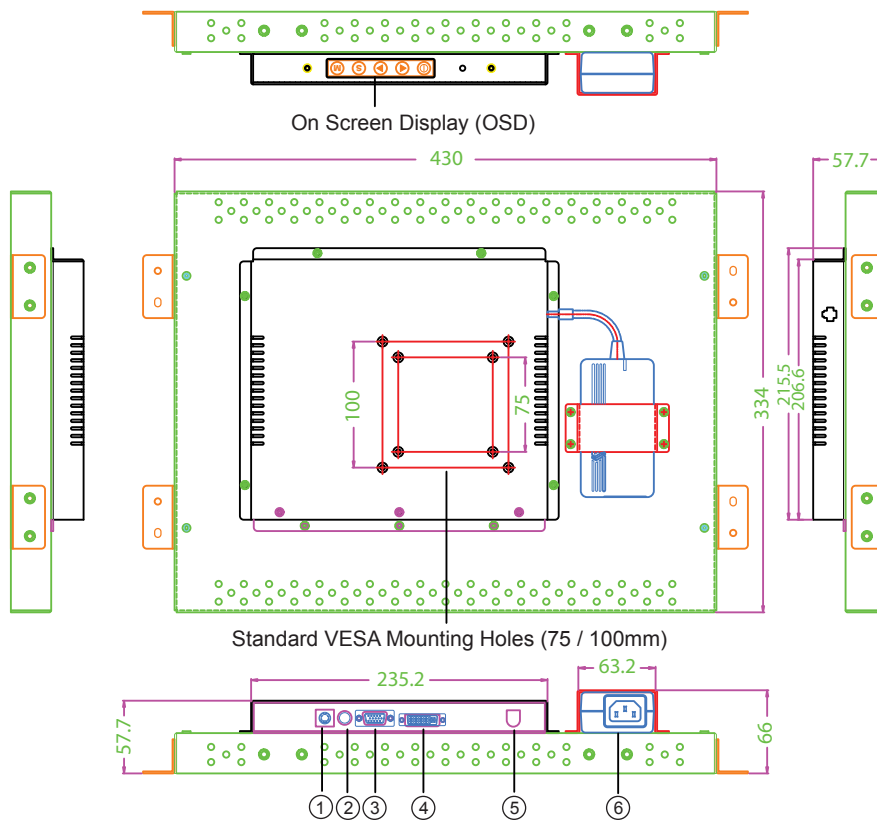 M S ▶ ▲ ⏻
On Screen Display (OSD)
430
57.7
100
75
334
215.5
206.6
Standard VESA Mounting Holes (75 / 100mm)
235.2
63.2
57.7
66
① ② ③ ④ ⑤ ⑥